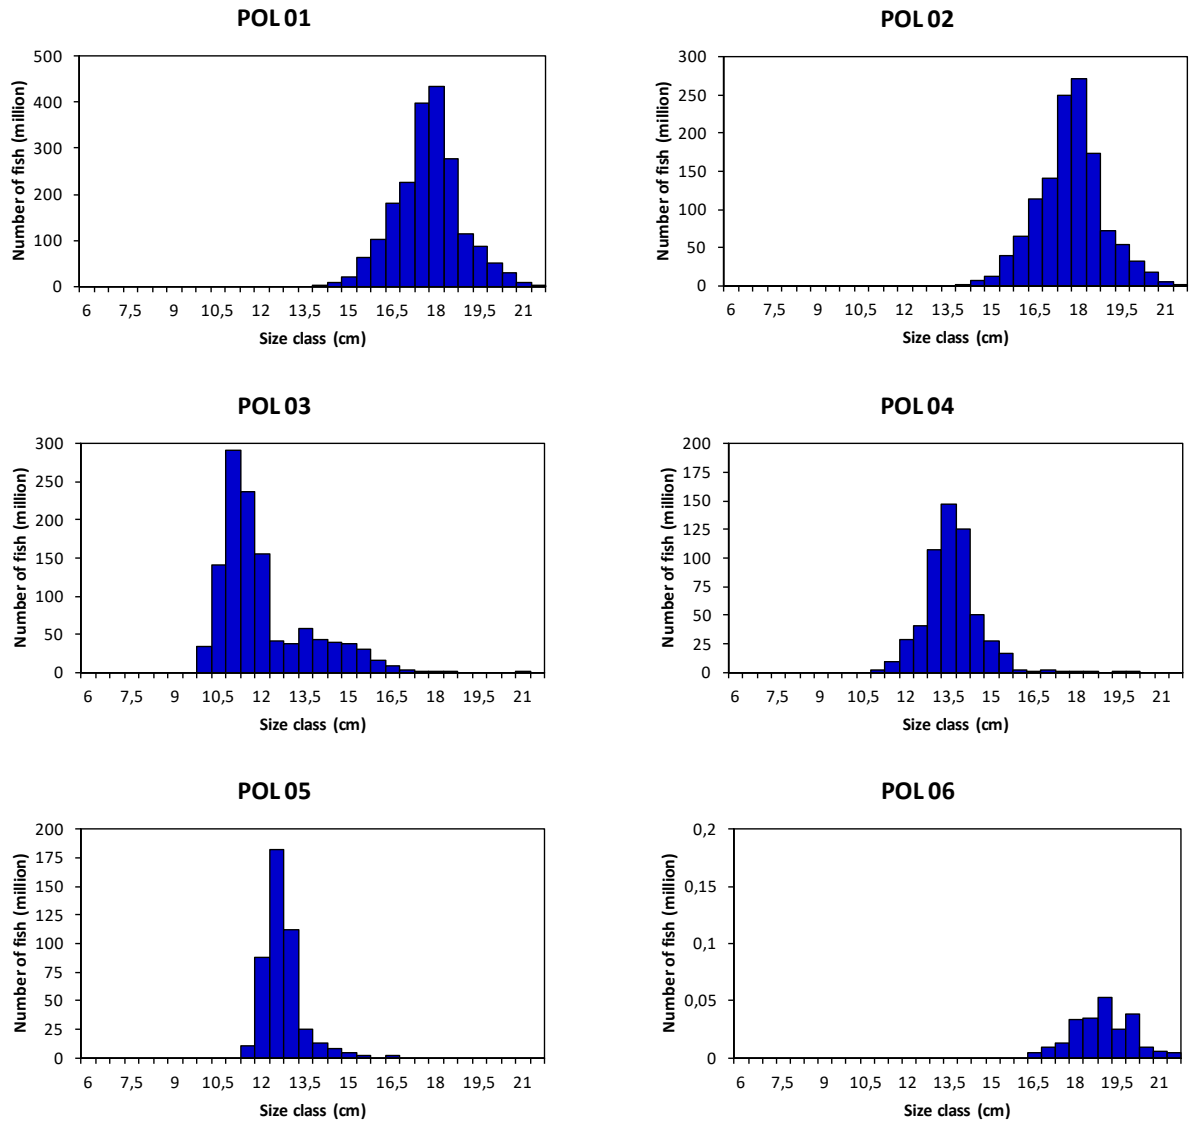 POL 01
Number of fish (million)
500
400
300
200
100
0
6 7,5 9 10,5 12 13,5 15 16,5 18 19,5 21
Size class (cm)
POL 02
Number of fish (million)
300
250
200
150
100
50
0
6 7,5 9 10,5 12 13,5 15 16,5 18 19,5 21
Size class (cm)
POL 03
Number of fish (million)
300
250
200
150
100
50
0
6 7,5 9 10,5 12 13,5 15 16,5 18 19,5 21
Size class (cm)
POL 04
Number of fish (million)
200
175
150
125
100
75
50
25
0
6 7,5 9 10,5 12 13,5 15 16,5 18 19,5 21
Size class (cm)
POL 05
Number of fish (million)
200
175
150
125
100
75
50
25
0
6 7,5 9 10,5 12 13,5 15 16,5 18 19,5 21
Size class (cm)
POL 06
Number of fish (million)
0,2
0,15
0,1
0,05
0
6 7,5 9 10,5 12 13,5 15 16,5 18 19,5 21
Size class (cm)